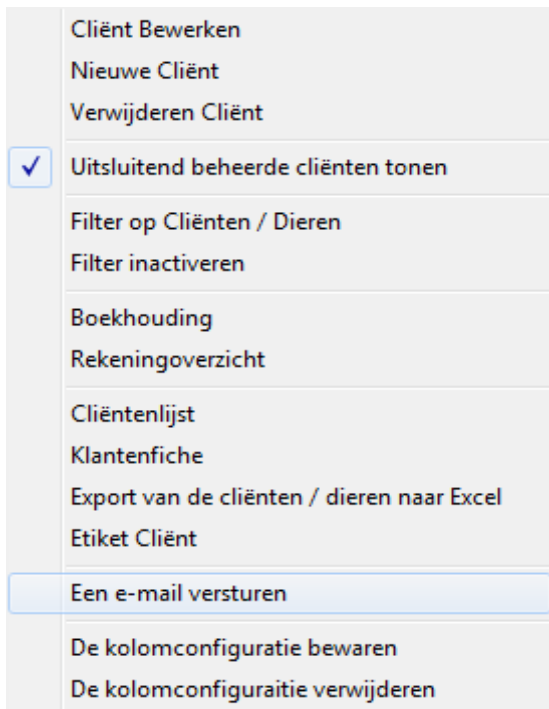 Cliënt Bewerken
Nieuwe Cliënt
Verwijderen Cliënt
Uitsluitend beheerde cliënten tonen
Filter op Cliënten / Dieren
Filter inactiveren
Boekhouding
Rekeningoverzicht
Cliëntenlijst
Klantenfiche
Export van de cliënten / dieren naar Excel
Etiket Cliënt
Een e-mail versturen
De kolomconfiguratie bewaren
De kolomconfiguraitie verwijderen